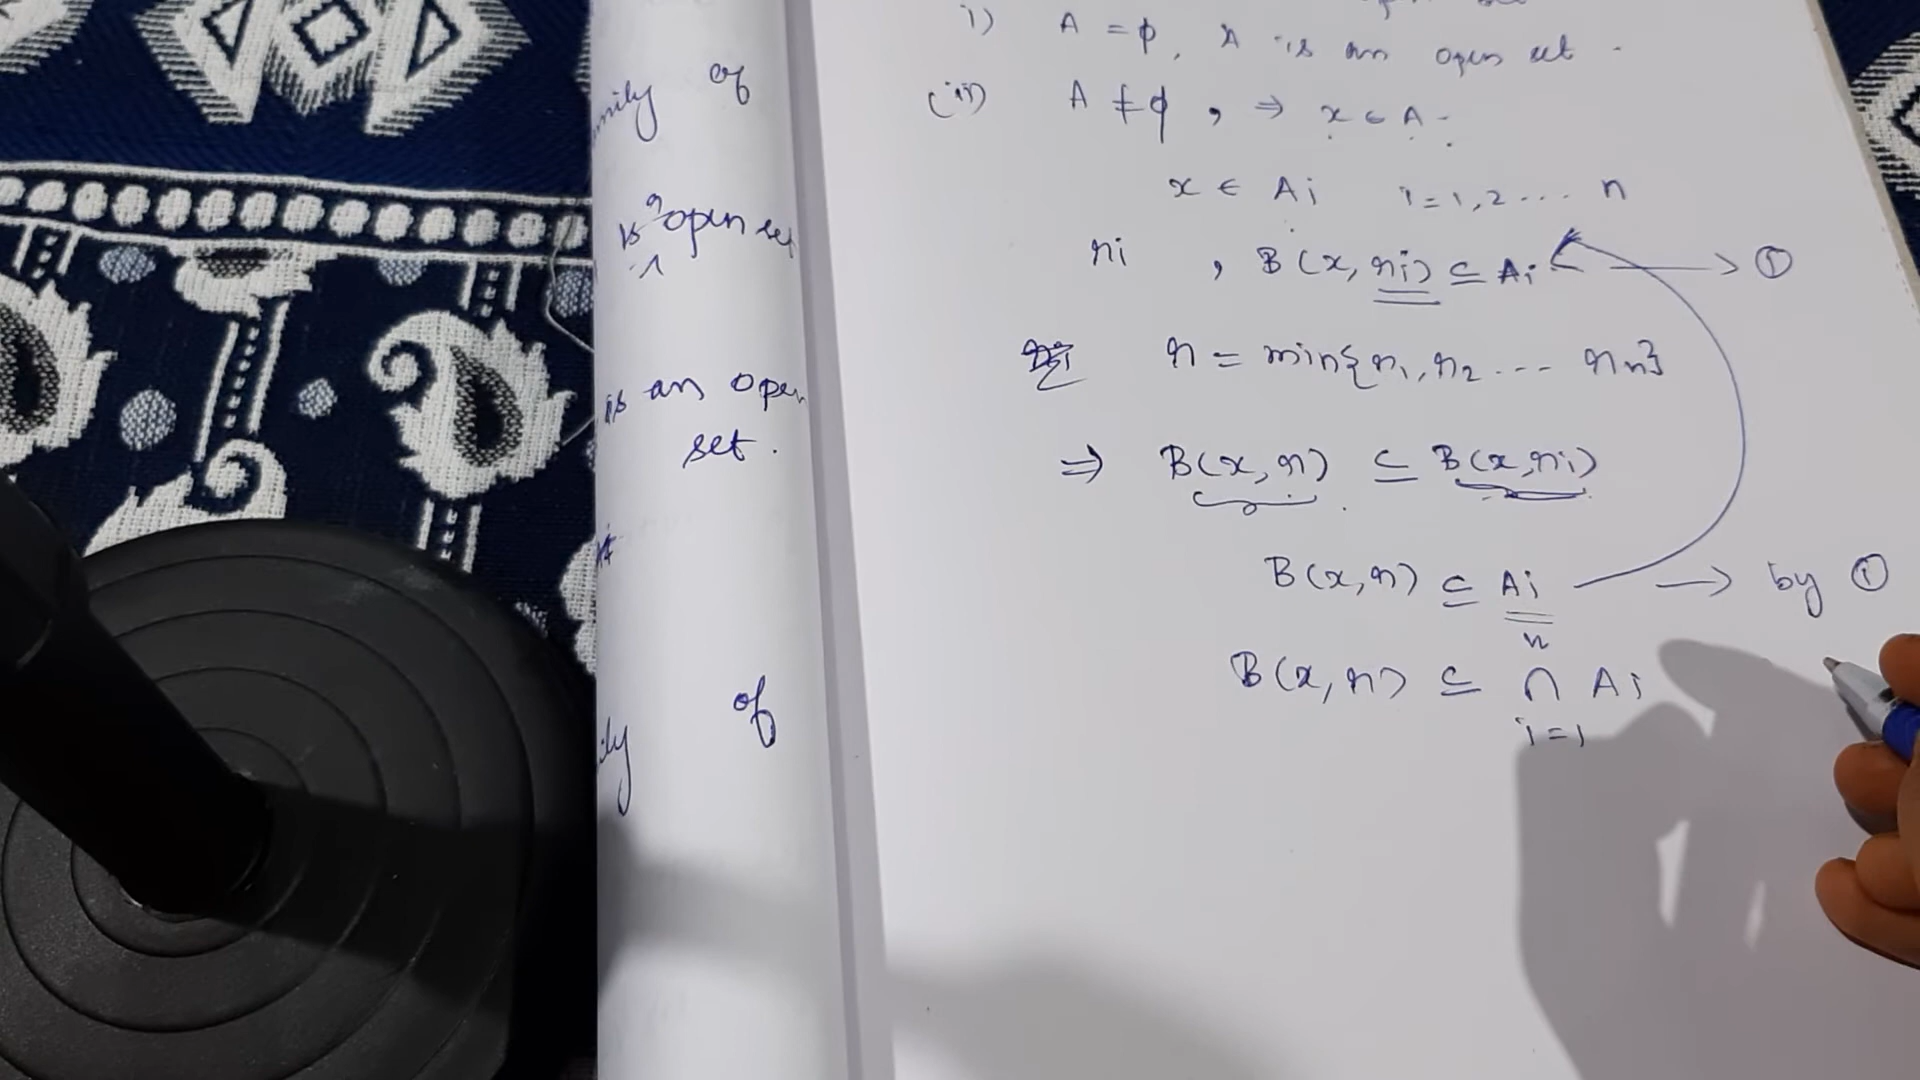 of
is open set
is an open
set.
of
i) A = ϕ, A is an open set.
(ii) A ≠ ϕ, ⇒ x ∈ A.
x ∈ Ai i = 1, 2 ... n
ri , B(x, ri) ⊆ Ai → ①
r = min{r1, r2 ... rn}
⇒ B(x, r) ⊆ B(x, ri)
B(x, r) ⊆ Ai → by ①
n
B(x, r) ⊆ ∩ Ai
i=1